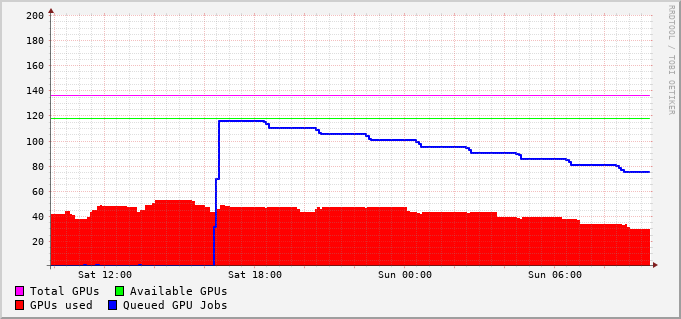 200
180
160
140
120
100
80
60
40
20
Sat 12:00 Sat 18:00 Sun 00:00 Sun 06:00
Total GPUs Available GPUs
GPUs used Queued GPU Jobs
RRDTOOL / TOBI OETIKER